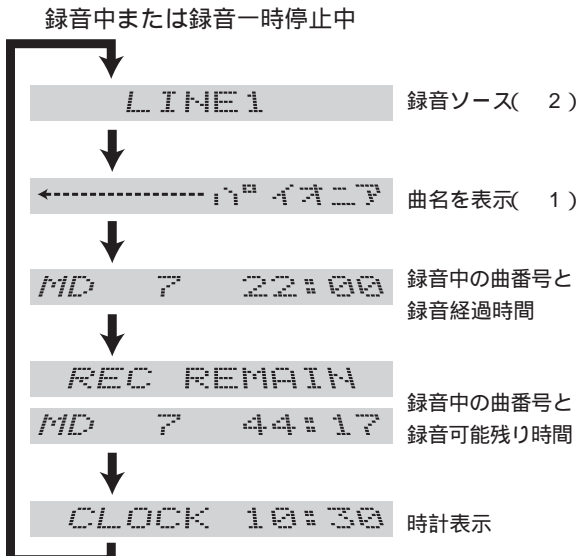 録音中または録音一時停止中
LINE1
録音ソース( 2 )
パイオニア
曲名を表示( 1 )
MD 7 22:00
録音中の曲番号と
録音経過時間
REC REMAIN
MD 7 44:17
録音中の曲番号と
録音可能残り時間
CLOCK 10:30
時計表示